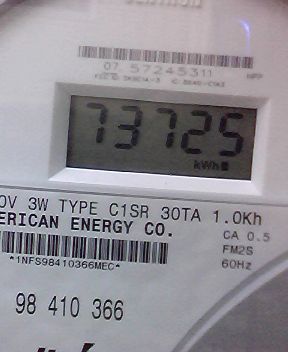 07 57245311
73725
kWh
0V 3W TYPE C1SR 30TA 1.0Kh
ERICAN ENERGY CO.
CA 0.5
FM2S
*1NFS98410366MEC*
60Hz
98 410 366